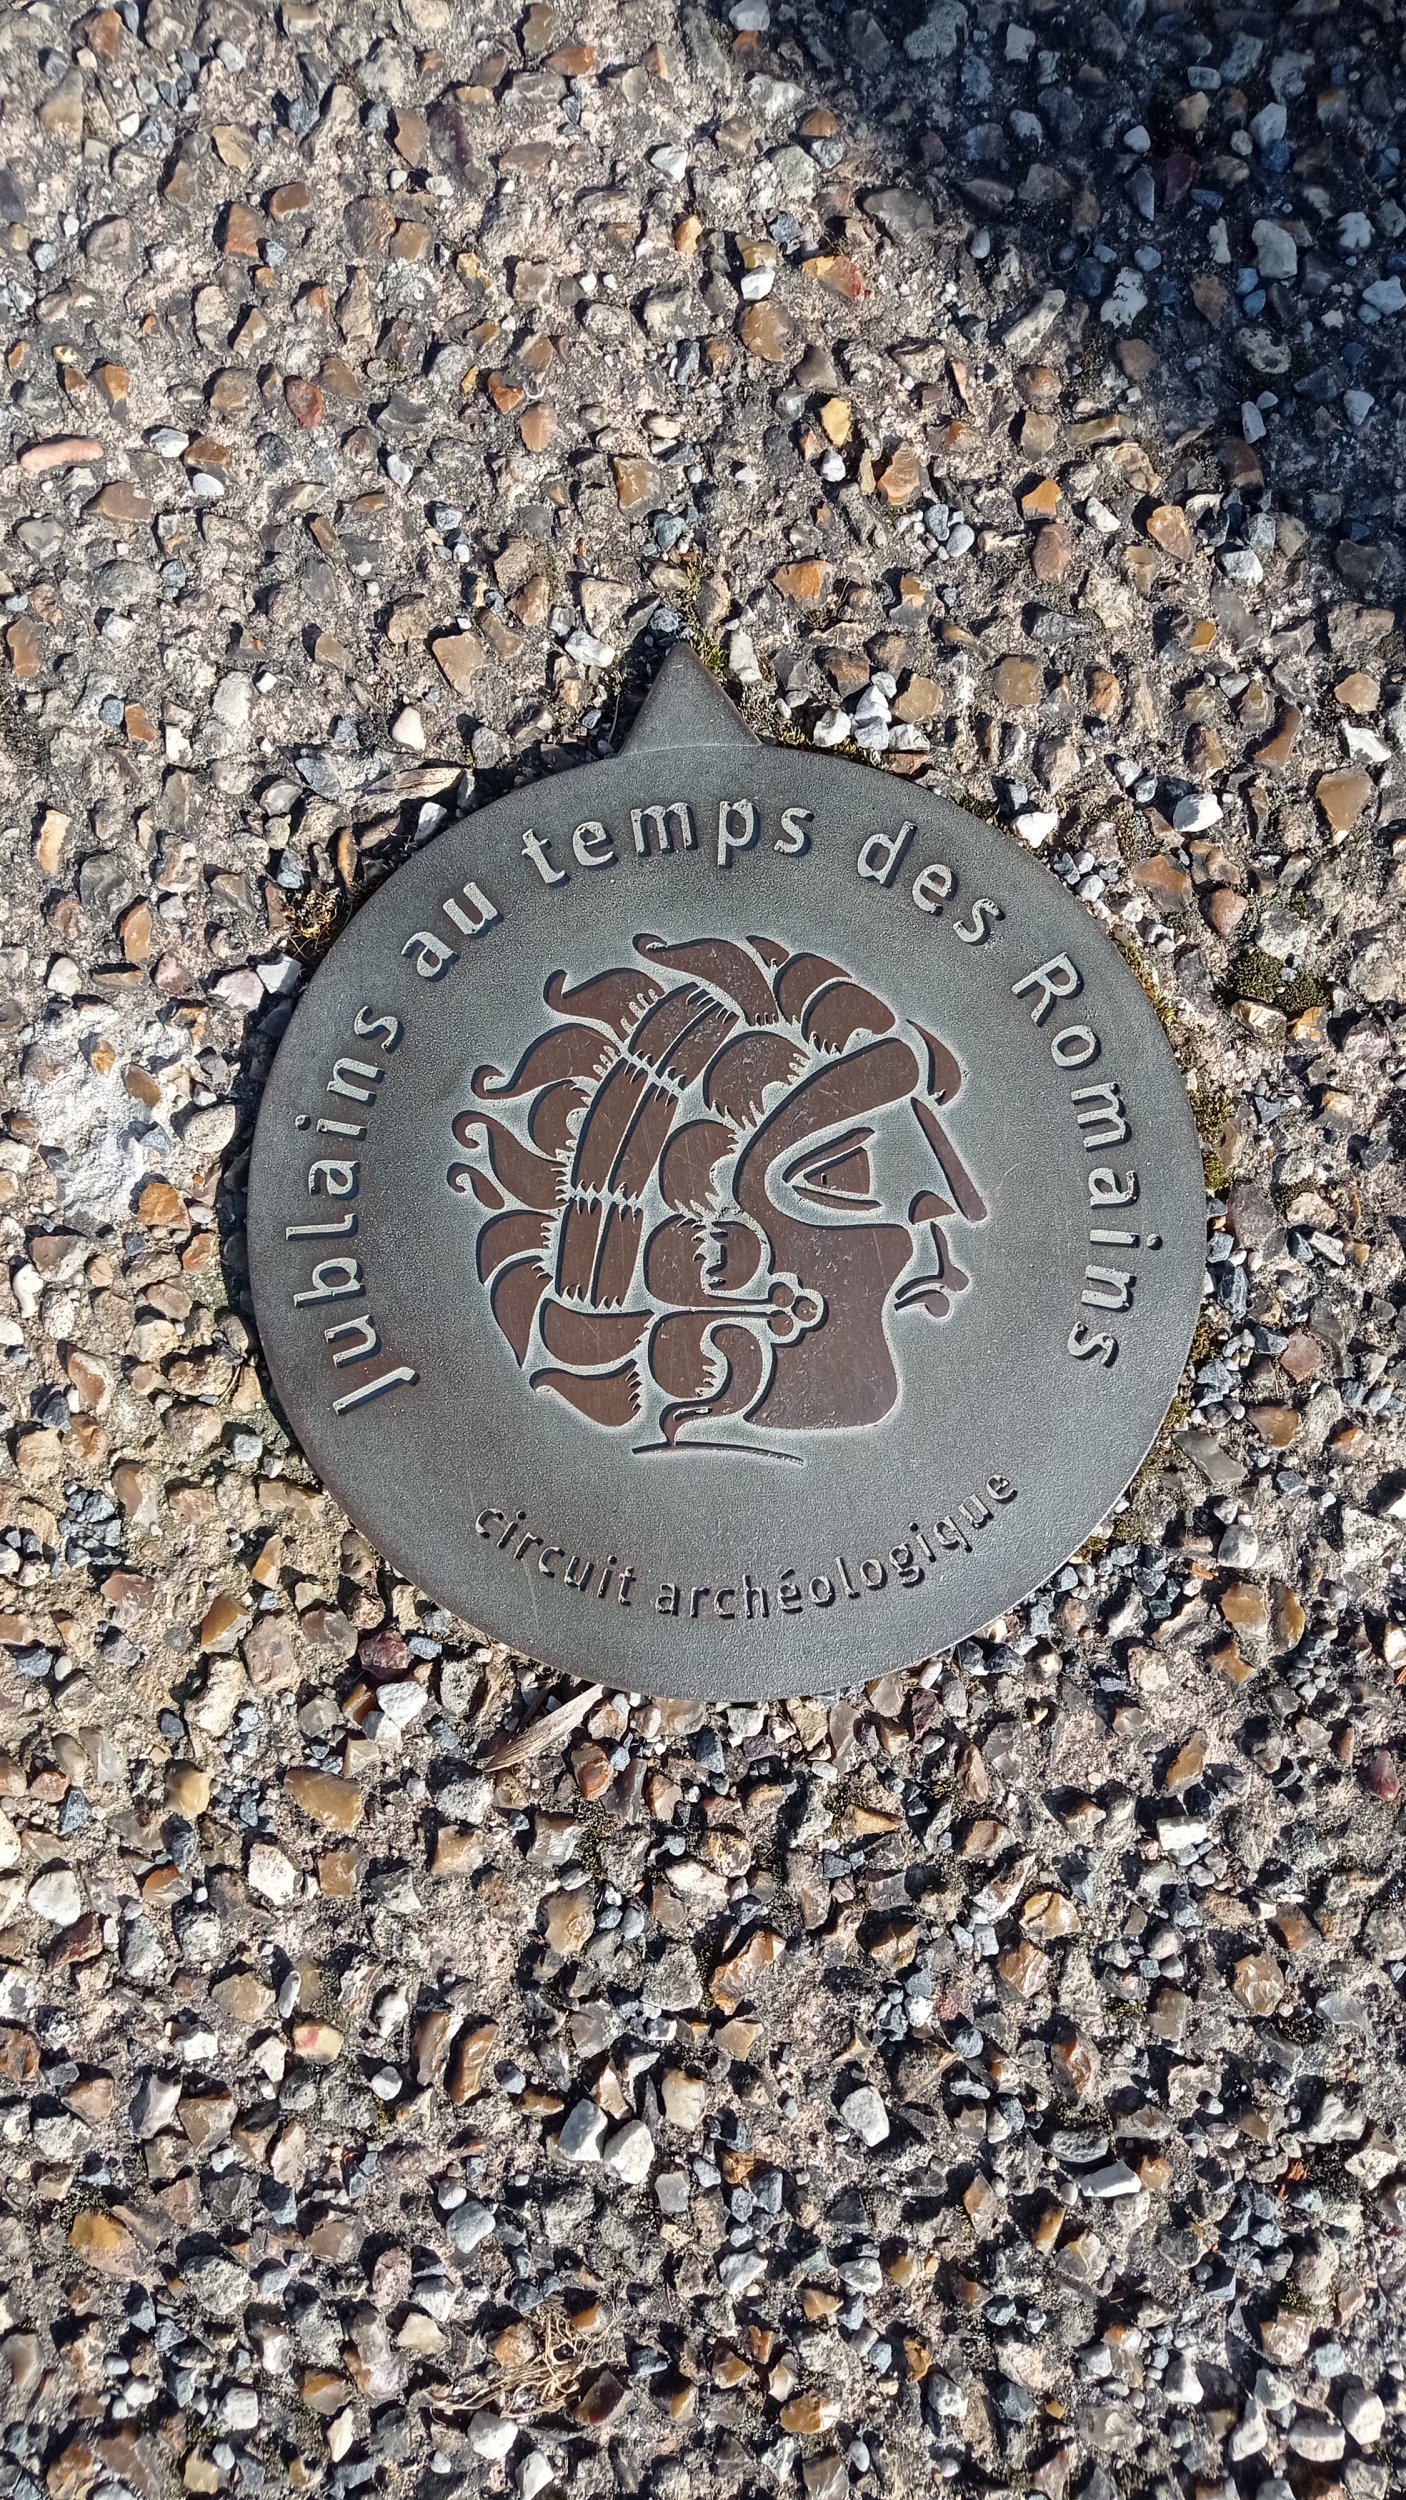 Jublains au temps des Romains
circuit archéologique